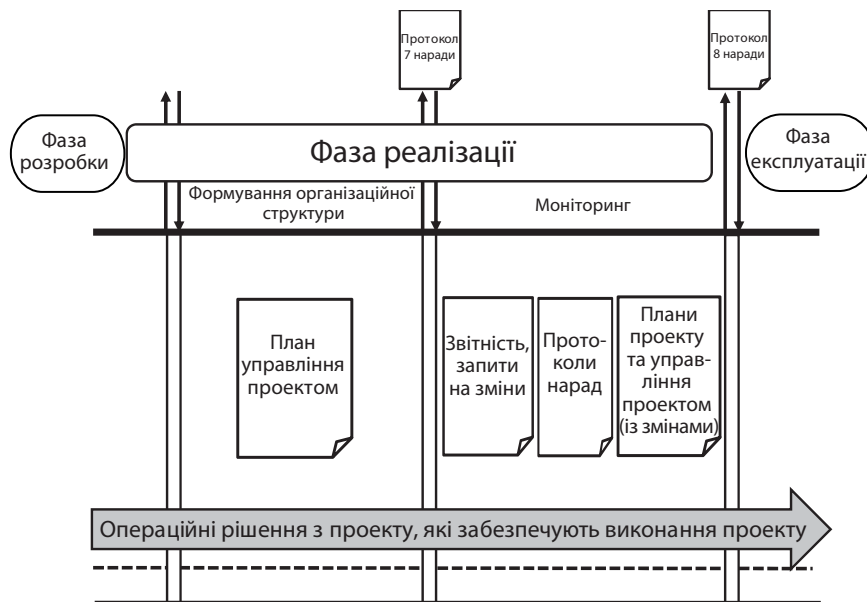 Протокол
7 наради
Протокол
8 наради
Фаза
розробки
Фаза реалізації
Фаза
експлуатації
Формування організаційної
структури
Моніторинг
План
управління
проектом
Звітність,
запити
на зміни
Прото-
коли
нарад
Плани
проекту
та управ-
ління
проектом
(із змінами)
Операційні рішення з проекту, які забезпечують виконання проекту